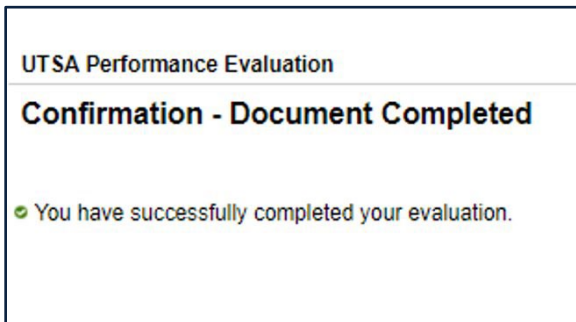 UTSA Performance Evaluation
Confirmation - Document Completed
You have successfully completed your evaluation.